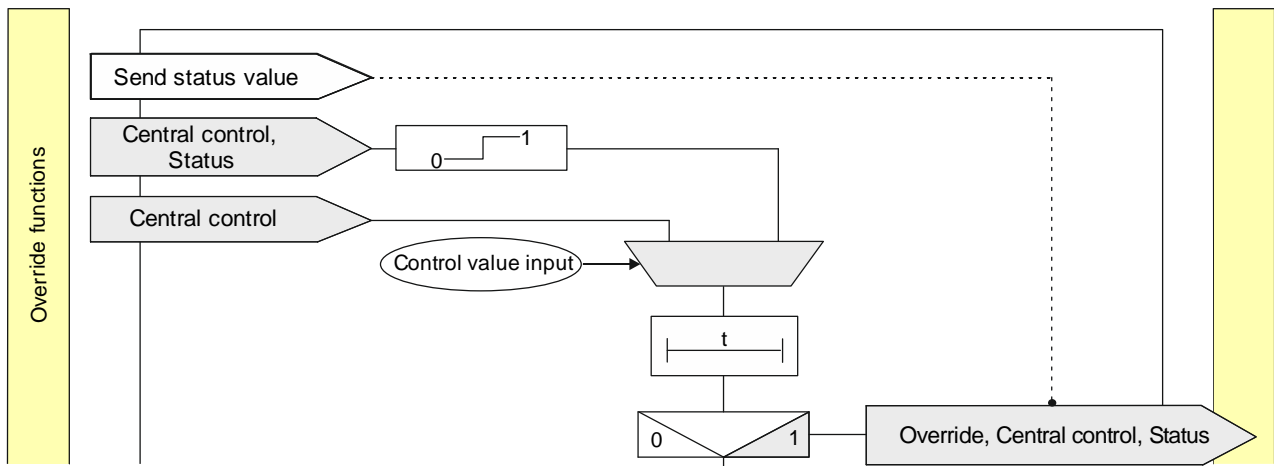 Override functions
Send status value
Central control,
Status
0 1
Central control
Control value input
t
0 1
Override, Central control, Status